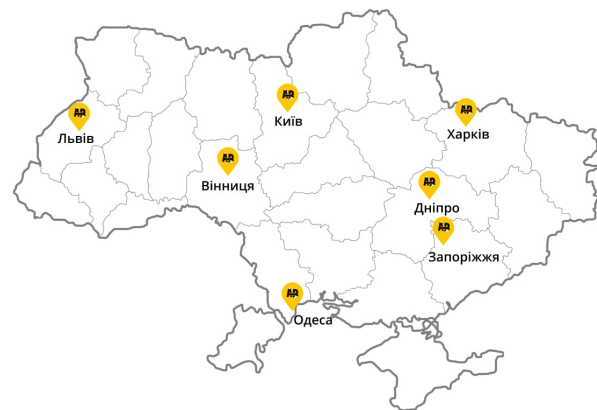 Київ
Львів
Харків
Вінниця
Дніпро
Запоріжжя
Одеса